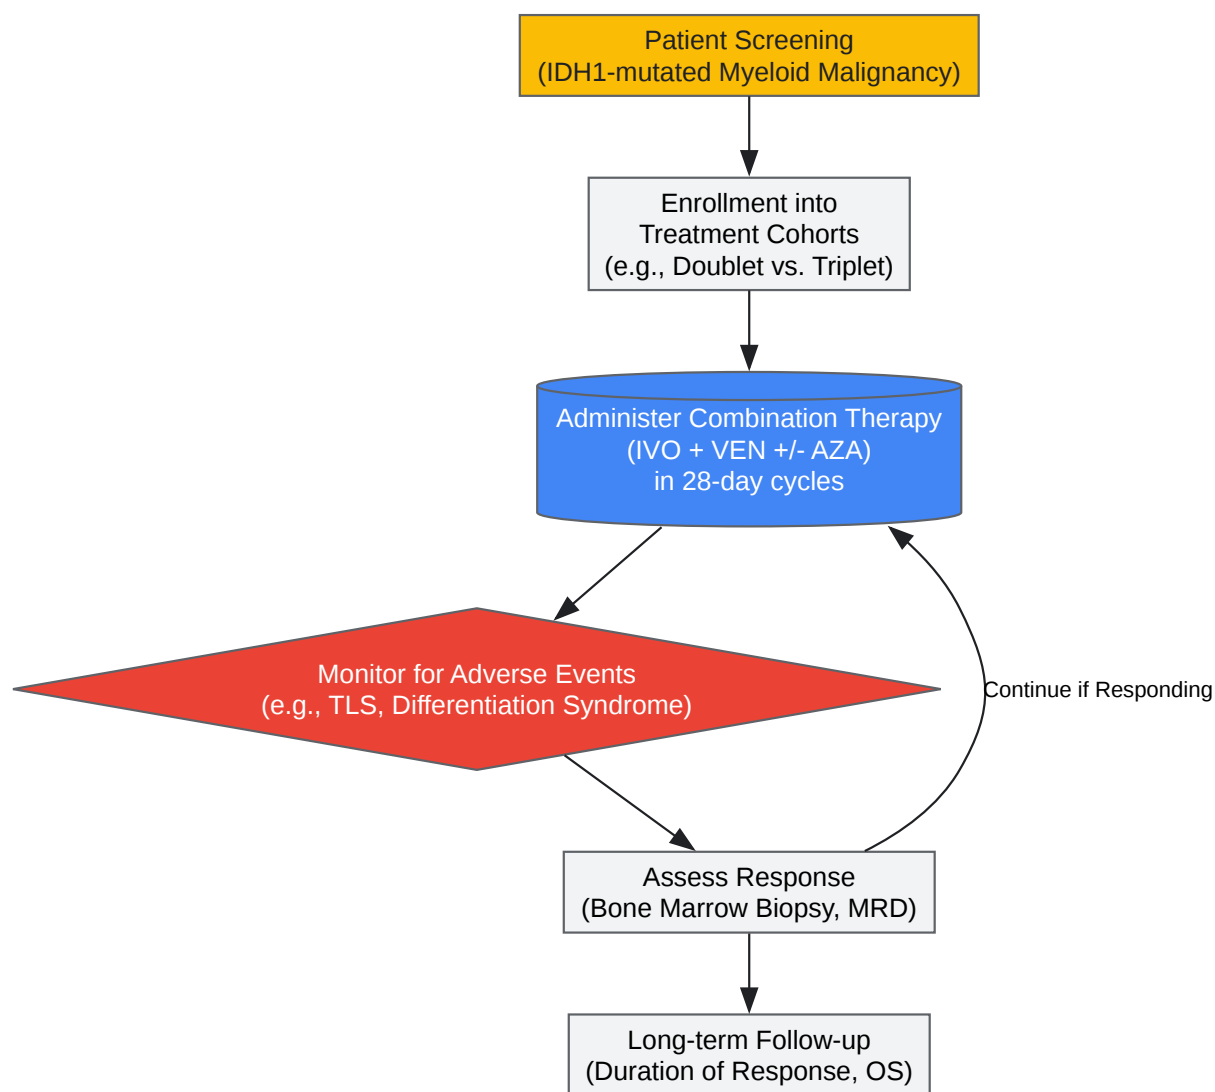 Patient Screening
(IDH1-mutated Myeloid Malignancy)
Enrollment into
Treatment Cohorts
(e.g., Doublet vs. Triplet)
Administer Combination Therapy
(IVO + VEN +/- AZA)
in 28-day cycles
Monitor for Adverse Events
(e.g., TLS, Differentiation Syndrome)
Continue if Responding
Assess Response
(Bone Marrow Biopsy, MRD)
Long-term Follow-up
(Duration of Response, OS)